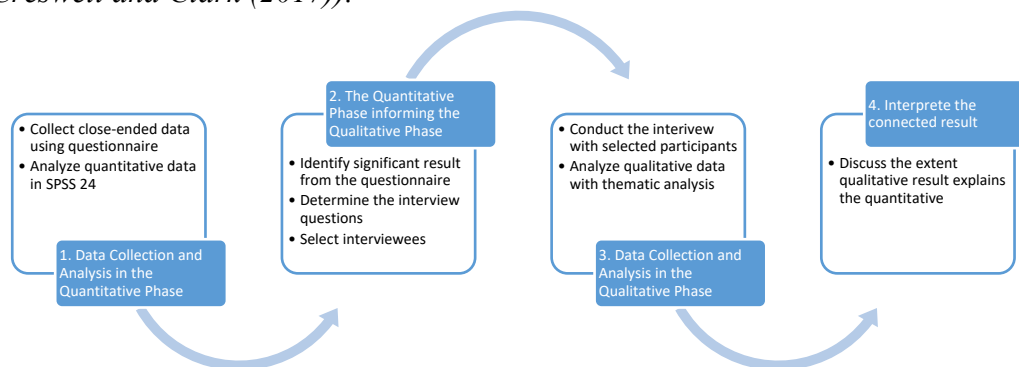 Creswell and Clark (2017)).
• Collect close-ended data
using questionnaire
• Analyze quantitative data
in SPSS 24
1. Data Collection and
Analysis in the
Quantitative Phase
2. The Quantitative
Phase informing the
Qualitative Phase
• Identify significant result
from the questionnaire
• Determine the interview
questions
• Select interviewees
• Conduct the interivew
with selected participants
• Analyze qualitative data
with thematic analysis
3. Data Collection and
Analysis in the
Qualitative Phase
4. Interprete the
connected result
• Discuss the extent
qualitative result explains
the quantitative